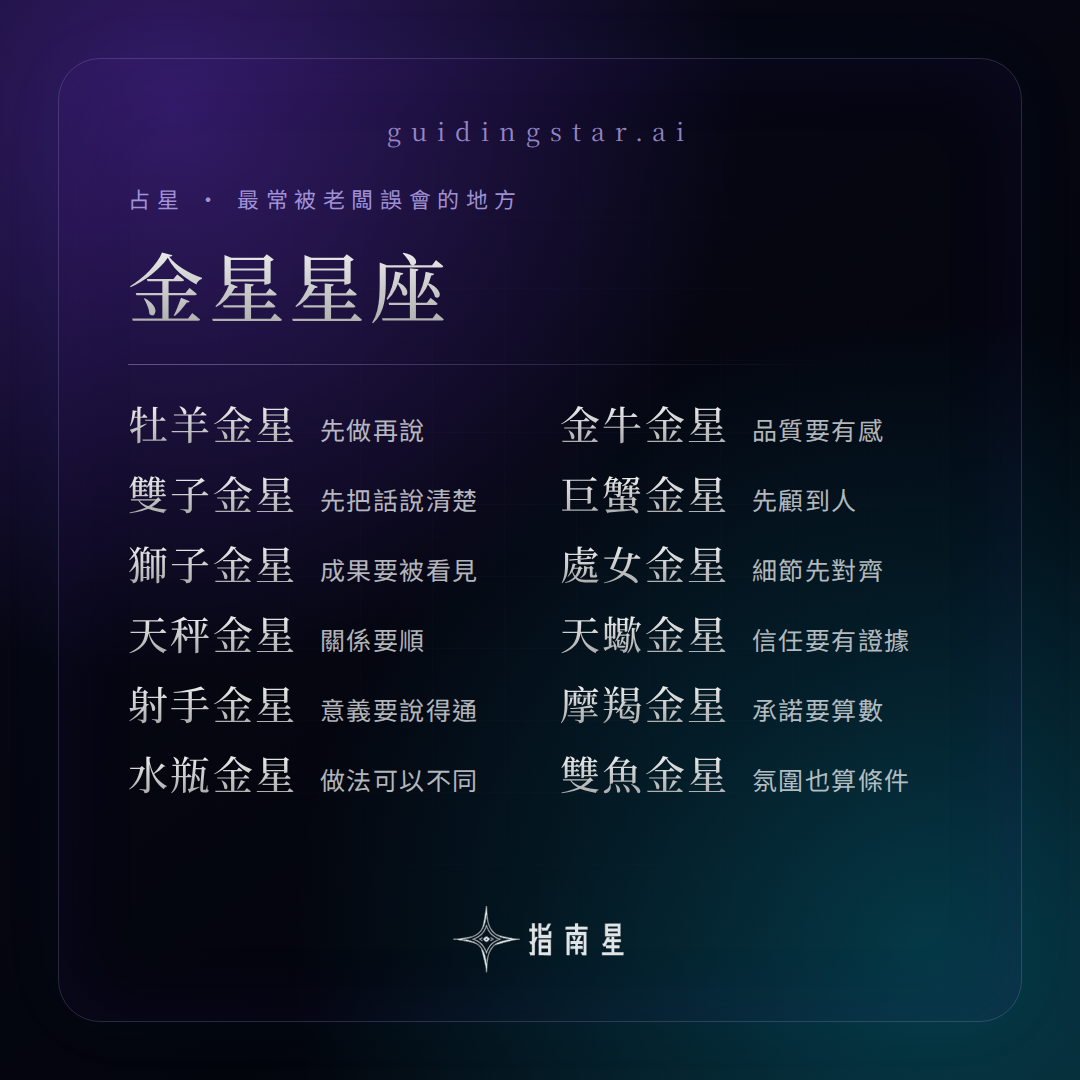 guidingstar.ai
占星 · 最常被老闆誤會的地方
金星星座
牡羊金星 先做再說 金牛金星 品質要有感
雙子金星 先把話說清楚 巨蟹金星 先顧到人
獅子金星 成果要被看見 處女金星 細節先對齊
天秤金星 關係要順 天蠍金星 信任要有證據
射手金星 意義要說得通 摩羯金星 承諾要算數
水瓶金星 做法可以不同 雙魚金星 氛圍也算條件
指南星